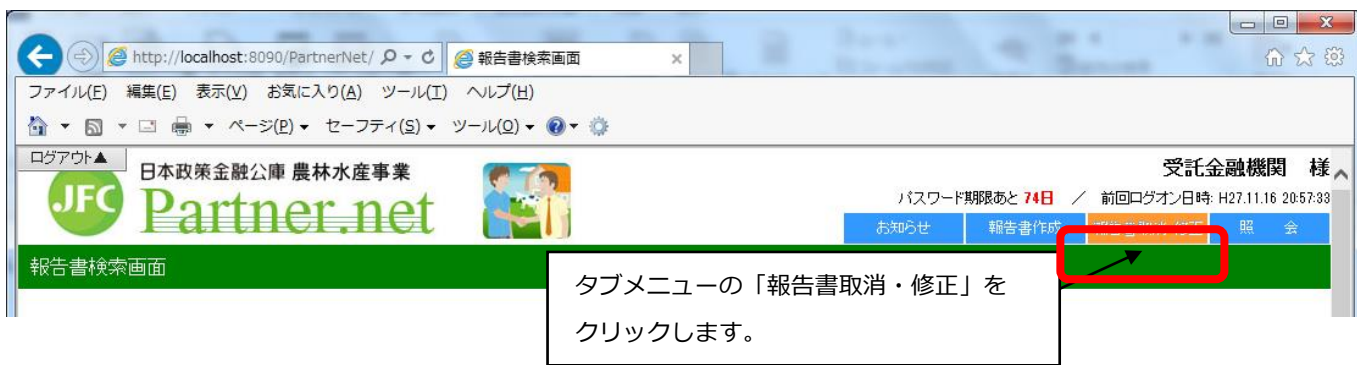 http://localhost:8090/PartnerNet/
報告書検索画面
ファイル(F) 編集(E) 表示(V) お気に入り(A) ツール(T) ヘルプ(H)
ページ(P) セーフティ(S) ツール(O)
ログアウト▲
JFC
日本政策金融公庫 農林水産事業
Partner.net
受託金融機関 様
パスワード期限あと 74日 / 前回ログオン日時: H27.11.16 20:57:33
お知らせ 報告書作成 報告書取消・修正 照 会
報告書検索画面
タブメニューの「報告書取消・修正」を
クリックします。